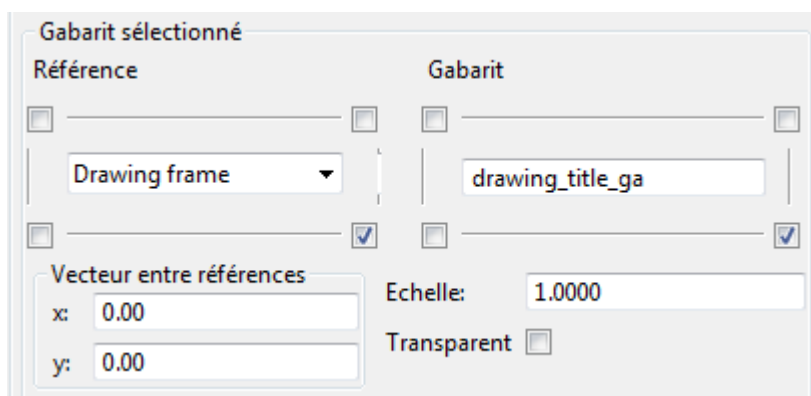 Gabarit sélectionné
Référence Gabarit
Drawing frame drawing_title_ga
Vecteur entre références
Echelle: 1.0000
x: 0.00
Transparent
y: 0.00